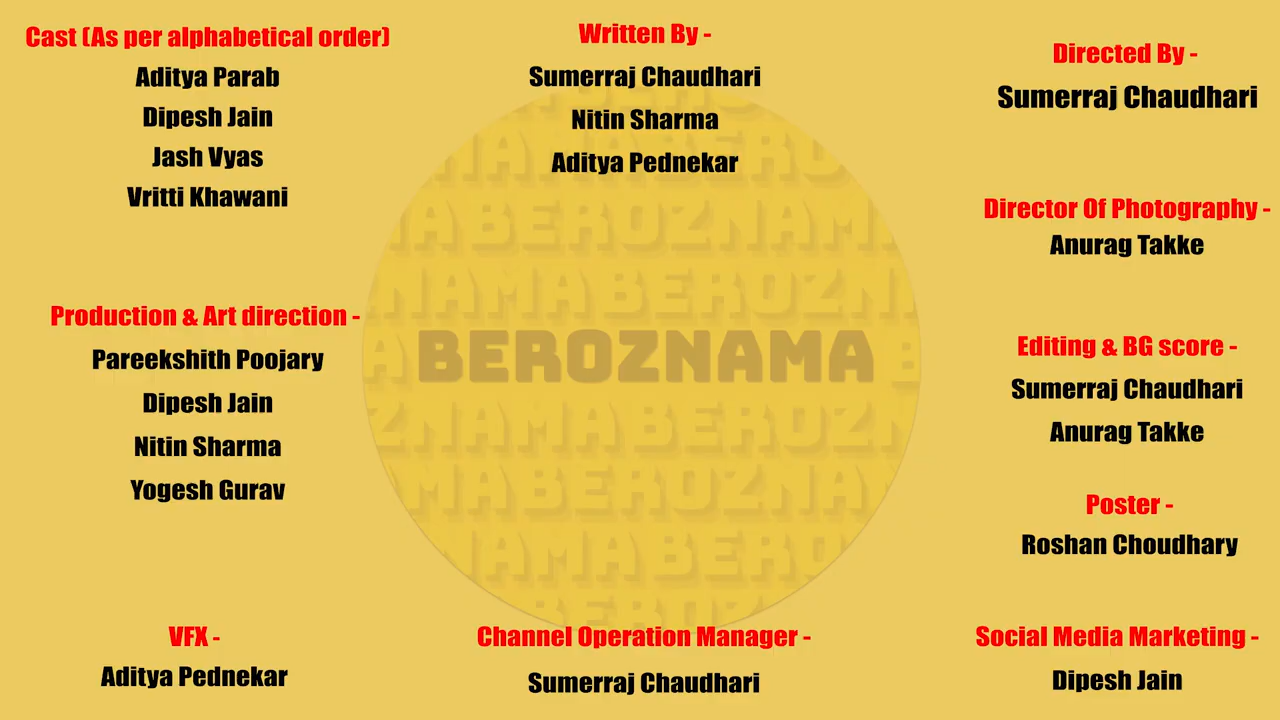 Cast (As per alphabetical order)
Aditya Parab
Dipesh Jain
Jash Vyas
Vritti Khawani
Production & Art direction -
Pareekshith Poojary
Dipesh Jain
Nitin Sharma
Yogesh Gurav
VFX -
Aditya Pednekar
Written By -
Sumerraj Chaudhari
Nitin Sharma
Aditya Pednekar
BEROZNAMA
Channel Operation Manager -
Sumerraj Chaudhari
Directed By -
Sumerraj Chaudhari
Director Of Photography -
Anurag Takke
Editing & BG score -
Sumerraj Chaudhari
Anurag Takke
Poster -
Roshan Choudhary
Social Media Marketing -
Dipesh Jain